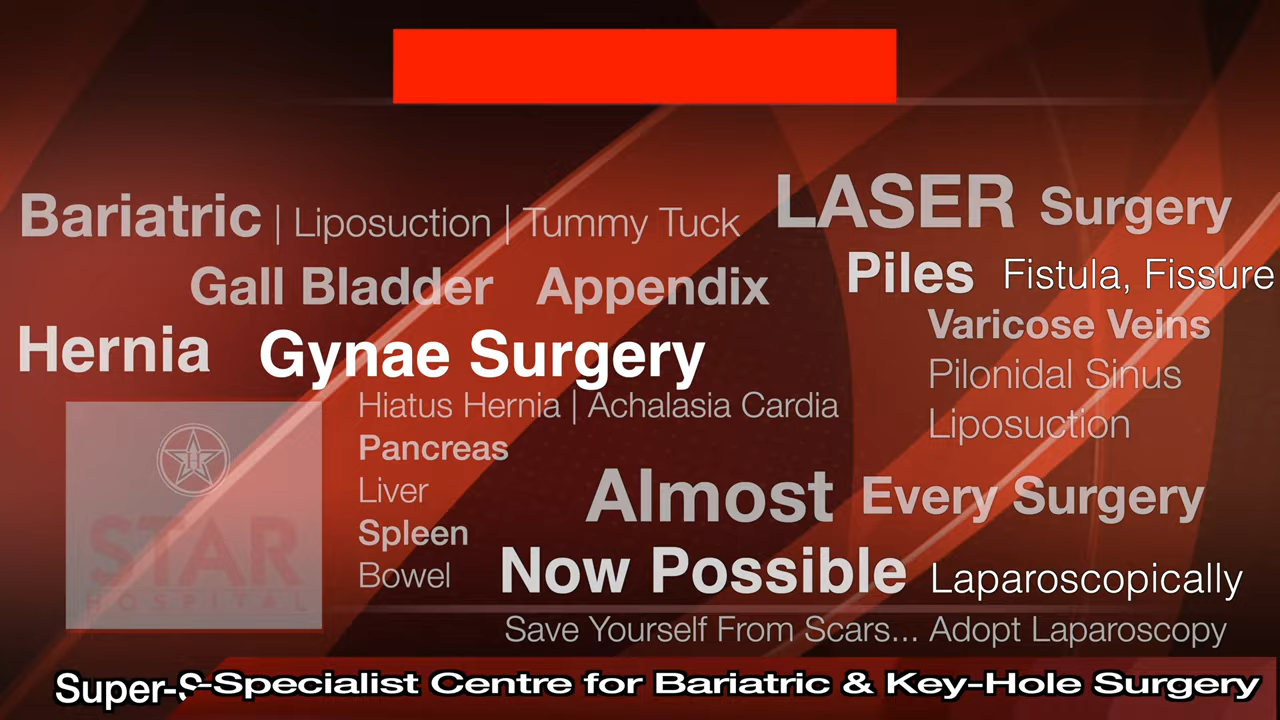 Bariatric | Liposuction | Tummy Tuck
Gall Bladder Appendix
Hernia Gynae Surgery
Hiatus Hernia | Achalasia Cardia
Pancreas
Liver
Spleen
Bowel
LASER Surgery
Piles Fistula, Fissure
Varicose Veins
Pilonidal Sinus
Liposuction
Almost Every Surgery
Now Possible Laparoscopically
Save Yourself From Scars... Adopt Laparoscopy
STAR
HOSPITAL
Super-S-Specialist Centre for Bariatric & Key-Hole Surgery